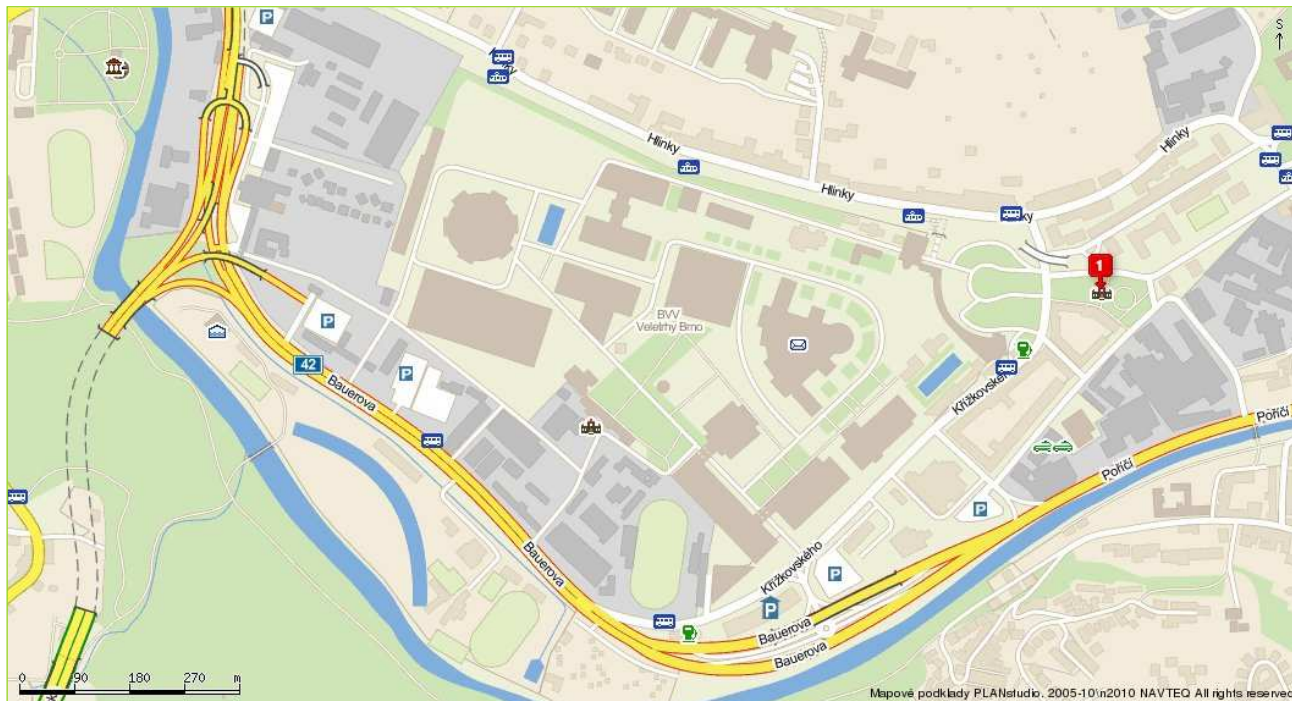 S
P
Hlinky
Hlinky
Hlinky
1
BVV
Veletrhy Brno
P
42
P
Bauerova
Křížkovského
Poříčí
Poříčí
P
Bauerova
Křížkovského
P
P
Bauerova
Bauerova
0 90 180 270 m
Mapové podklady PLANstudio, 2005-10\n2010 NAVTEQ All rights reserved